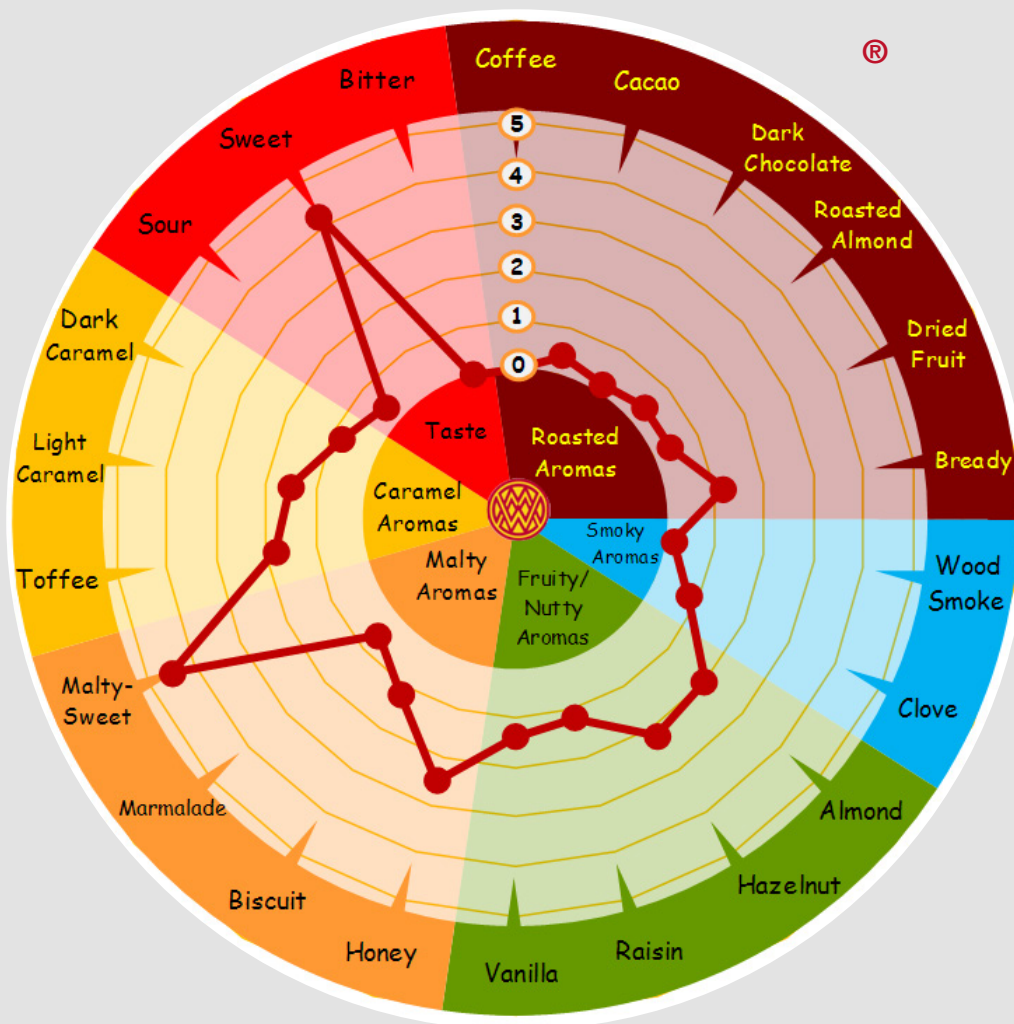 ®
Coffee
Cacao
Dark
Chocolate
Roasted
Almond
Dried
Fruit
Bready
Wood
Smoke
Clove
Almond
Hazelnut
Raisin
Vanilla
Honey
Biscuit
Marmalade
Malty-
Sweet
Toffee
Light
Caramel
Dark
Caramel
Sour
Sweet
Bitter
5
4
3
2
1
0
Taste
Roasted
Aromas
Smoky
Aromas
Fruity/
Nutty
Aromas
Malty
Aromas
Caramel
Aromas